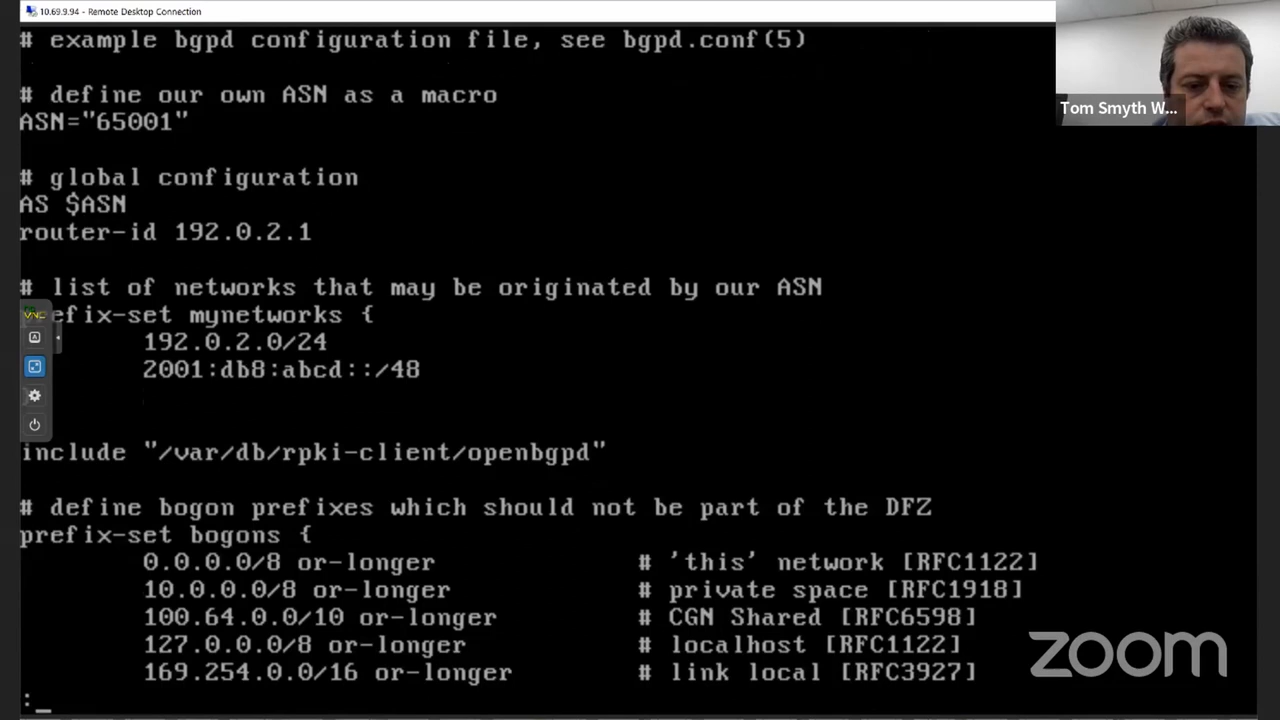 10.69.9.94 - Remote Desktop Connection
# example bgpd configuration file, see bgpd.conf(5)
Tom Smyth W...
# define our own ASN as a macro
ASN="65001"
# global configuration
AS $ASN
router-id 192.0.2.1
# list of networks that may be originated by our ASN
efix-set mynetworks {
192.0.2.0/24
2001:db8:abcd::/48
include "/var/db/rpki-client/openbgpd"
# define bogon prefixes which should not be part of the DFZ
prefix-set bogons {
0.0.0.0/8 or-longer # 'this' network [RFC1122]
10.0.0.0/8 or-longer # private space [RFC1918]
100.64.0.0/10 or-longer # CGN Shared [RFC6598]
127.0.0.0/8 or-longer # localhost [RFC1122]
169.254.0.0/16 or-longer # link local [RFC3927]
:_
zoom